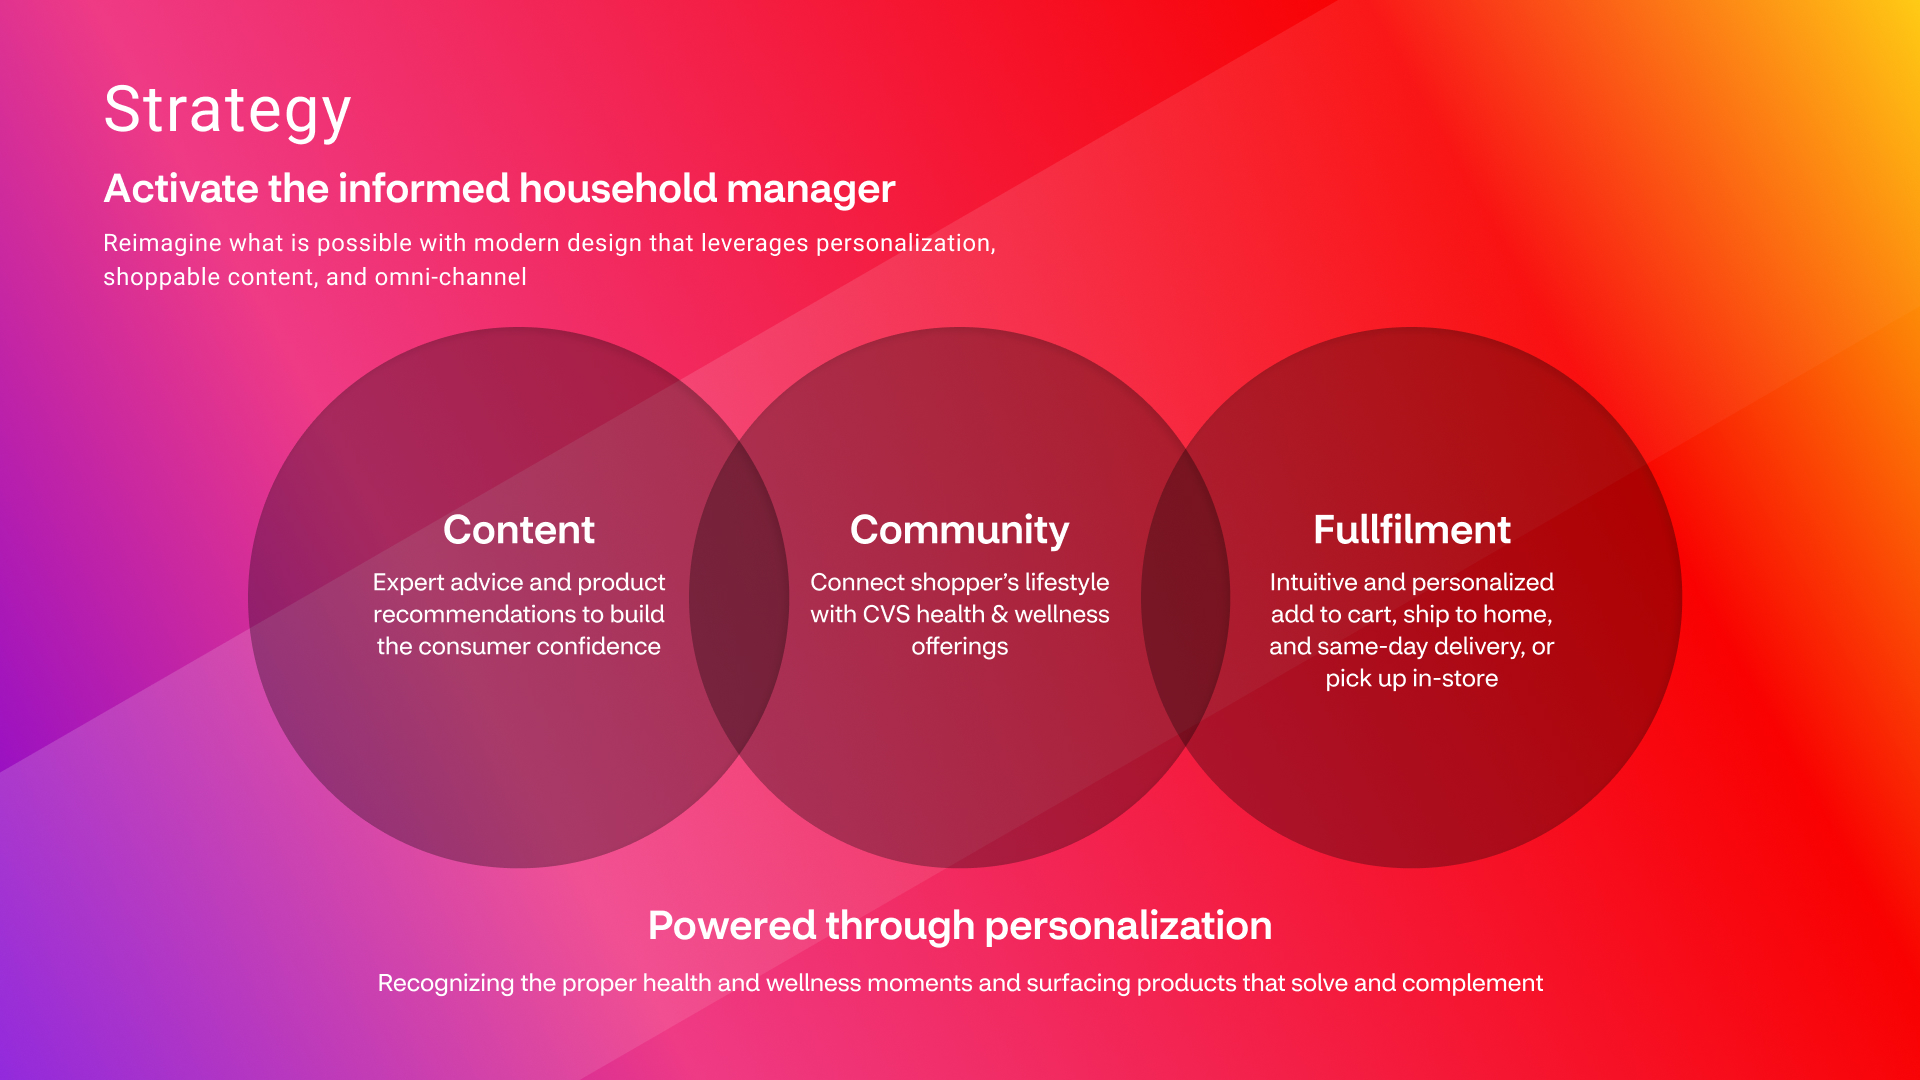 Strategy
Activate the informed household manager
Reimagine what is possible with modern design that leverages personalization,
shoppable content, and omni-channel
Content
Expert advice and product
recommendations to build
the consumer confidence
Community
Connect shopper’s lifestyle
with CVS health & wellness
offerings
Fullfilment
Intuitive and personalized
add to cart, ship to home,
and same-day delivery, or
pick up in-store
Powered through personalization
Recognizing the proper health and wellness moments and surfacing products that solve and complement